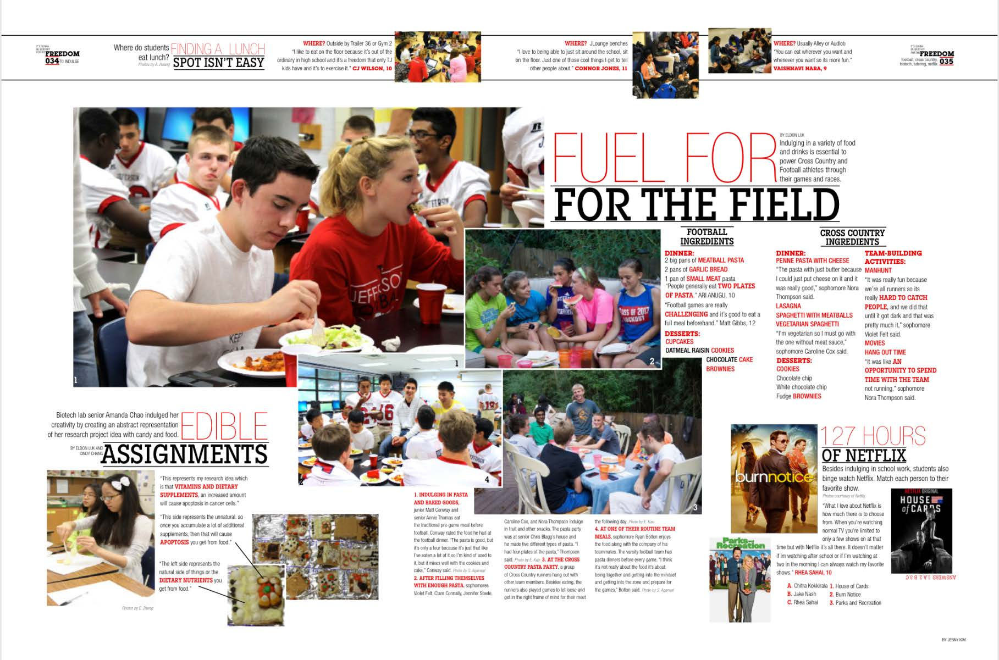 IT'S GONNA
BE WORTH IT
FOR THE FREEDOM
034 TO INDULGE
Where do students
eat lunch?
Photos by A. Huang
FINDING A LUNCH
SPOT ISN'T EASY
WHERE? Outside by Trailer 36 or Gym 2
“I like to eat on the floor because it's out of the
ordinary in high school and it's a freedom that only TJ
kids have and it's to exercise it.” CJ WILSON, 10
WHERE? JLounge benches
“I love to being able to just sit around the school, sit
on the floor. Just one of those cool things I get to tell
other people about.” CONNOR JONES, 11
WHERE? Usually Alley or Audlob
“You can eat wherever you want and
whenever you want so its more fun.”
VAISHNAVI NARA, 9
IT'S GONNA
BE WORTH IT
FOR THE FREEDOM
football, cross country,
biotech, tutoring, netflix
035
FUEL FOR
FOR THE FIELD
BY ELDON LUK
Indulging in a variety of food
and drinks is essential to
power Cross Country and
Football athletes through
their games and races.
FOOTBALL
INGREDIENTS
DINNER:
2 big pans of MEATBALL PASTA
2 pans of GARLIC BREAD
1 pan of SMALL MEAT pasta
“People generally eat TWO PLATES
OF PASTA.” ARI ANUGU, 10
“Football games are really
CHALLENGING and it's good to eat a
full meal beforehand.” Matt Gibbs, 12
DESSERTS:
CUPCAKES
OATMEAL RAISIN COOKIES
CHOCOLATE CAKE
BROWNIES
CROSS COUNTRY
INGREDIENTS
DINNER:
PENNE PASTA WITH CHEESE
“The pasta with just butter because
I could just put cheese on it and it
was really good,” sophomore Nora
Thompson said.
LASAGNA
SPAGHETTI WITH MEATBALLS
VEGETARIAN SPAGHETTI
“I'm vegetarian so I must go with
the one without meat sauce,”
sophomore Caroline Cox said.
DESSERTS:
COOKIES
Chocolate chip
White chocolate chip
Fudge BROWNIES
TEAM-BUILDING
ACTIVITIES:
MANHUNT
“It was really fun because
we're all runners so its
really HARD TO CATCH
PEOPLE, and we did that
until it got dark and that was
pretty much it,” sophomore
Violet Felt said.
MOVIES
HANG OUT TIME
“It was like AN
OPPORTUNITY TO SPEND
TIME WITH THE TEAM
not running,” sophomore
Nora Thompson said.
JEFFERSON
KEEP
CLASS OF 2017
KNOCKOUT
1
1
2
2
4
3
Biotech lab senior Amanda Chao indulged her
creativity by creating an abstract representation
of her research project idea with candy and food.
EDIBLE
BY ELDON LUK AND
CINDY CHANG
ASSIGNMENTS
“This represents my research idea which
is that VITAMINS AND DIETARY
SUPPLEMENTS, an increased amount
will cause apoptosis in cancer cells.”
“This side represents the unnatural. so
once you accumulate a lot of additional
supplements, then that will cause
APOPTOSIS you get from food.”
“The left side represents the
natural side of things or the
DIETARY NUTRIENTS you
get from food.”
Photos by E. Zheng
1. INDULGING IN PASTA
AND BAKED GOODS,
junior Matt Conway and
senior Annie Thomas eat
the traditional pre-game meal before
football. Conway rated the food he had at
the football dinner. “The pasta is good, but
it's only a four because it's just that like
I've eaten a lot of it so I'm kind of used to
it, but it mixes well with the cookies and
cake,” Conway said. Photo by S. Agarwal
2. AFTER FILLING THEMSELVES
WITH ENOUGH PASTA, sophomores
Violet Felt, Clare Connally, Jennifer Steele,
Caroline Cox, and Nora Thompson indulge
in fruit and other snacks. The pasta party
was at senior Chris Blagg's house and
he made five different types of pasta. “I
had four plates of the pasta,” Thompson
said. Photo by E. Kan 3. AT THE CROSS
COUNTRY PASTA PARTY, a group
of Cross Country runners hang out with
other team members. Besides eating, the
runners also played games to let loose and
get in the right frame of mind for their meet
the following day. Photo by E. Kan
4. AT ONE OF THEIR ROUTINE TEAM
MEALS, sophomore Ryan Bolton enjoys
the food along with the company of his
teammates. The varsity football team has
pasta dinners before every game. “I think
it's not really about the food it's about
being together and getting into the mindset
and getting into the zone and prepare for
the games,” Bolton said. Photo by S. Agarwal
127 HOURS
OF NETFLIX
Besides indulging in school work, students also
binge watch Netflix. Match each person to their
favorite show.
Photos courtesy of Netflix.
“What I love about Netflix is
how much there is to choose
from. When you're watching
normal TV you're limited to
only a few shows on at that
time but with Netflix it's all there. It doesn't matter
if im watching after school or if I'm watching at
two in the morning I can always watch my favorite
shows.” RHEA SAHAI, 10
burnnotice
NETFLIX ORIGINAL
HOUSE
of CARDS
Parks and
Recreation
ANSWERS: 1.A 2.B 3.C
A. Chitra Kokkirala 1. House of Cards
B. Jake Nash 2. Burn Notice
C. Rhea Sahai 3. Parks and Recreation
BY JENNY KIM